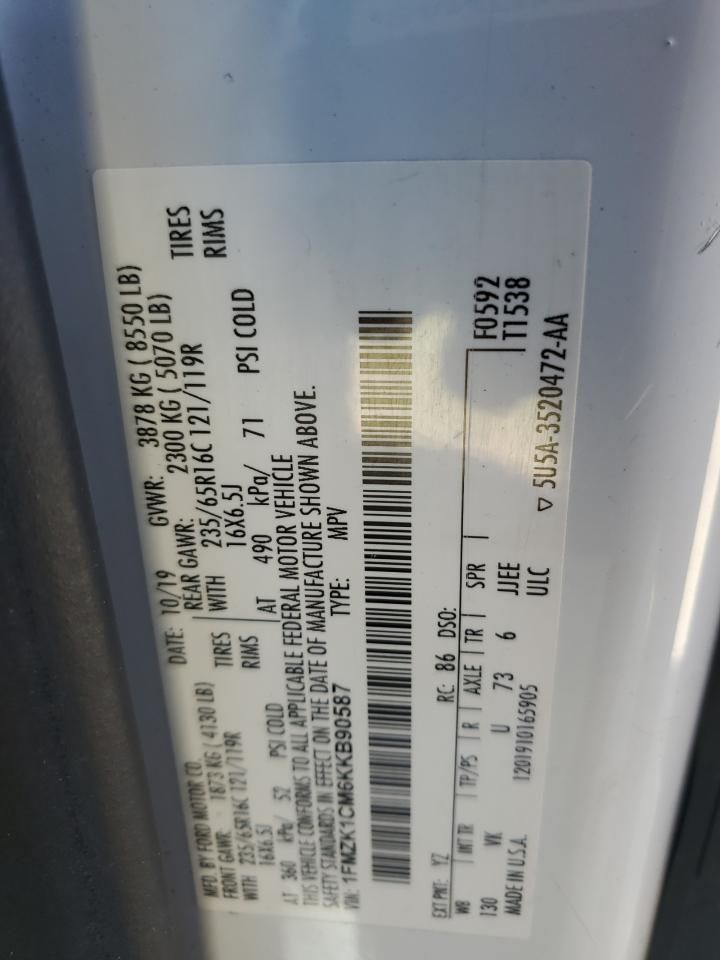 MFD. BY FORD MOTOR CO. DATE: 10/19 GVWR: 3878 KG ( 8550 LB)
FRONT GAWR: 1873 KG ( 4130 LB) REAR GAWR: 2300 KG ( 5070 LB)
WITH 235/65R16C 121/119R TIRES WITH 235/65R16C 121/119R TIRES
16X6.5J RIMS 16X6.5J RIMS
AT 360 kPa/ 52 PSI COLD AT 490 kPa/ 71 PSI COLD
THIS VEHICLE CONFORMS TO ALL APPLICABLE FEDERAL MOTOR VEHICLE
SAFETY STANDARDS IN EFFECT ON THE DATE OF MANUFACTURE SHOWN ABOVE.
VIN: 1FMZK1CM6KKB90587 TYPE: MPV
EXT PNT: YZ RC: 86 DSO:
WB INT TR TP/PS R AXLE TR SPR F0592
130 VK U 73 6 JJEE T1538
MADE IN U.S.A. 1201910165905 ULC
▽ 5U5A-3520472-AA